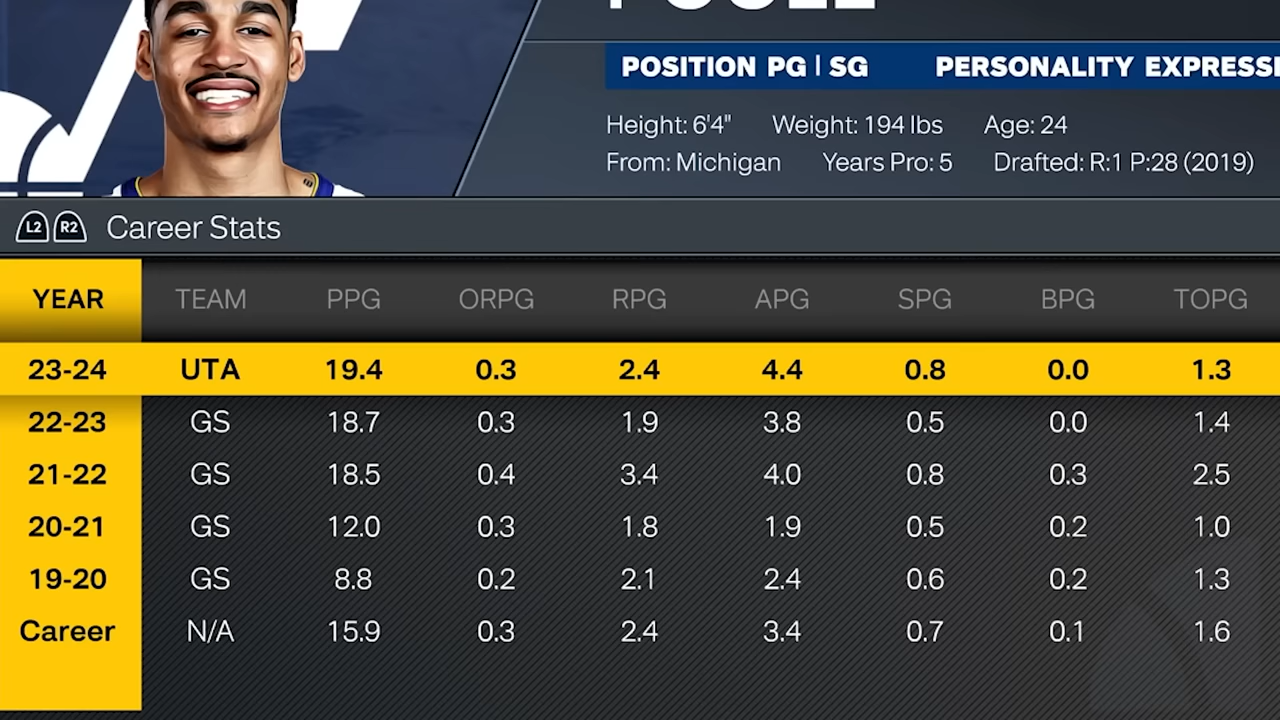 POOLE
POSITION PG | SG PERSONALITY
Height: 6'4" Weight: 194 lbs Age: 24
From: Michigan Years Pro: 5 Drafted: R:1 P:28 (2019)
L2 R2 Career Stats
YEAR TEAM PPG ORPG RPG APG SPG BPG TOPG
23-24 UTA 19.4 0.3 2.4 4.4 0.8 0.0 1.3
22-23 GS 18.7 0.3 1.9 3.8 0.5 0.0 1.4
21-22 GS 18.5 0.4 3.4 4.0 0.8 0.3 2.5
20-21 GS 12.0 0.3 1.8 1.9 0.5 0.2 1.0
19-20 GS 8.8 0.2 2.1 2.4 0.6 0.2 1.3
Career N/A 15.9 0.3 2.4 3.4 0.7 0.1 1.6